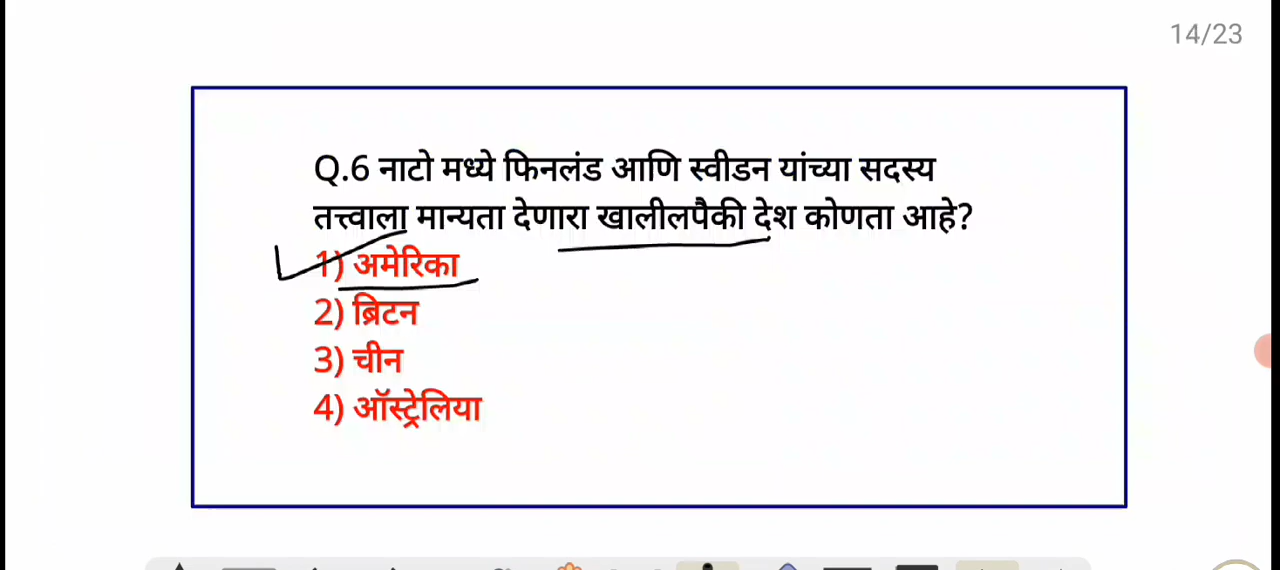 14/23
Q.6 नाटो मध्ये फिनलंड आणि स्वीडन यांच्या सदस्य
तत्त्वाला मान्यता देणारा खालीलपैकी देश कोणता आहे?
1) अमेरिका
2) ब्रिटन
3) चीन
4) ऑस्ट्रेलिया